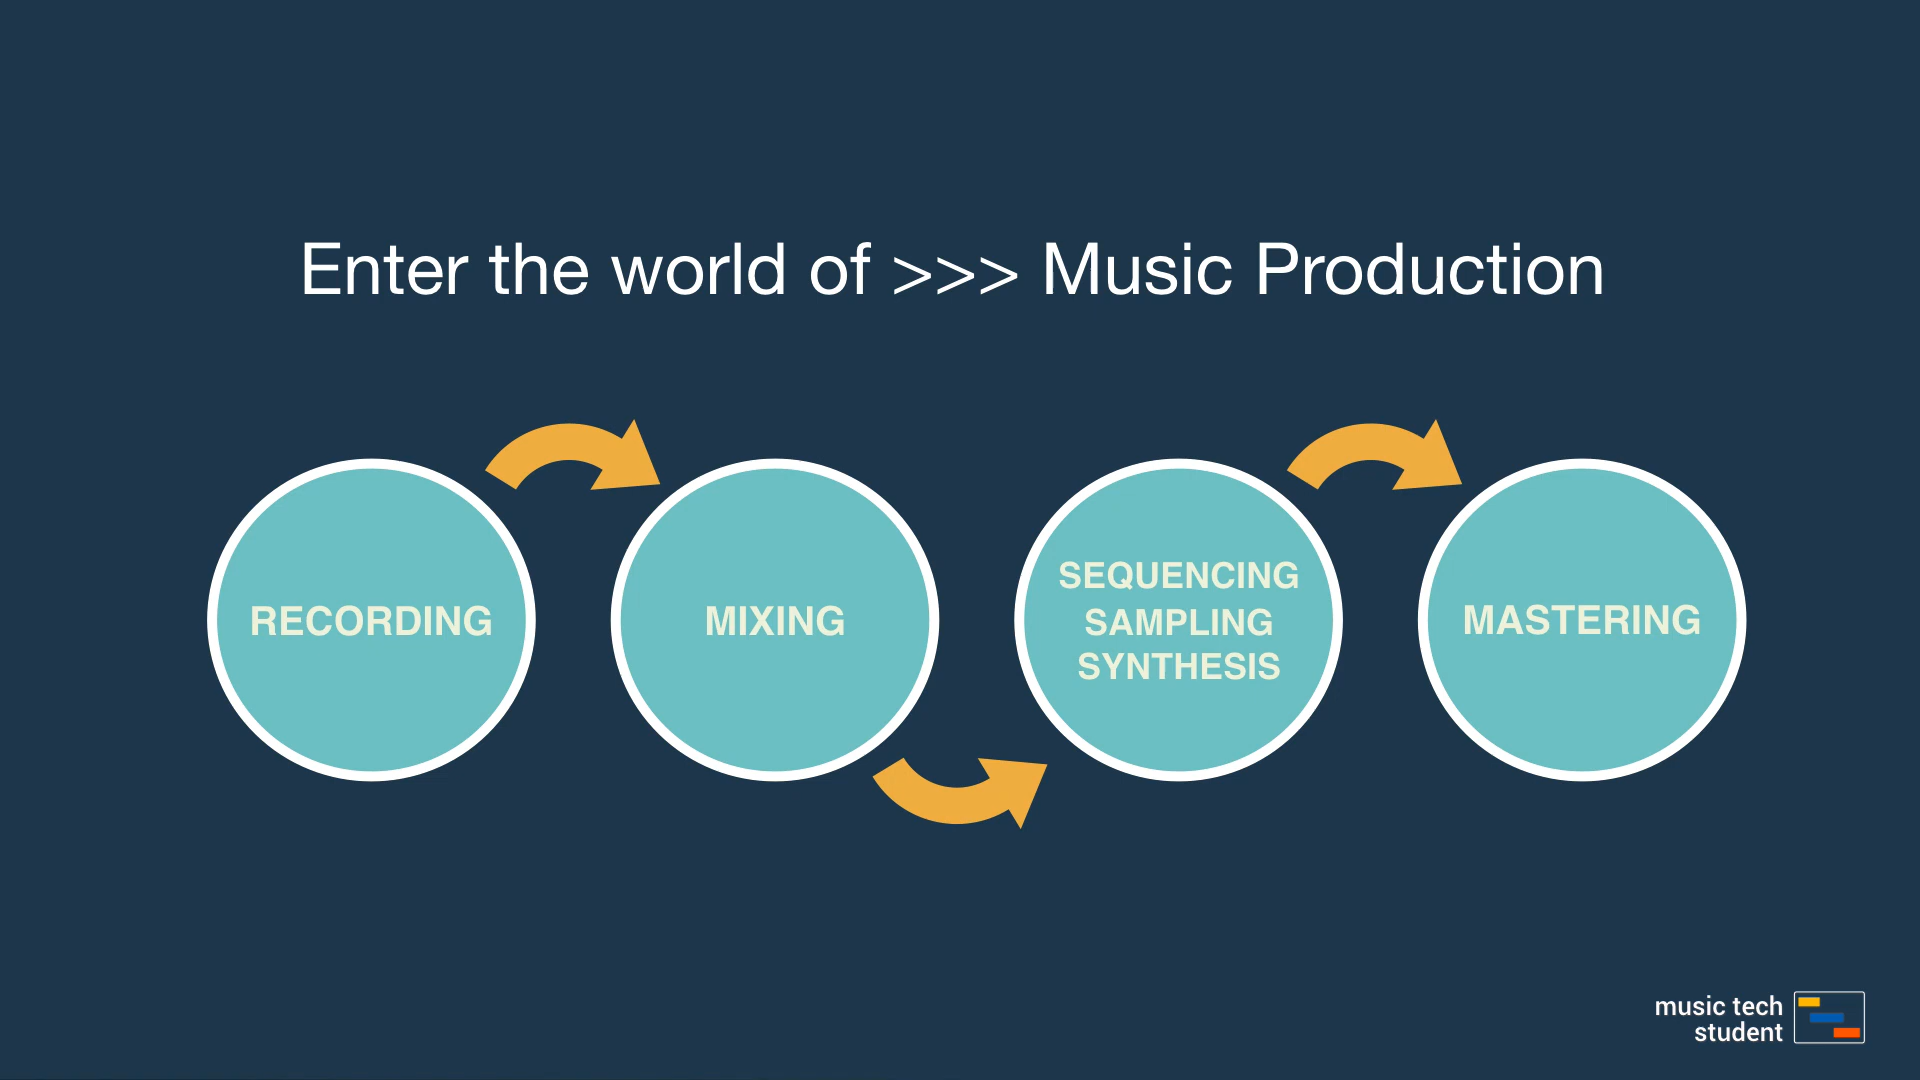 Enter the world of >>> Music Production
RECORDING
MIXING
SEQUENCING
SAMPLING
SYNTHESIS
MASTERING
music tech
student